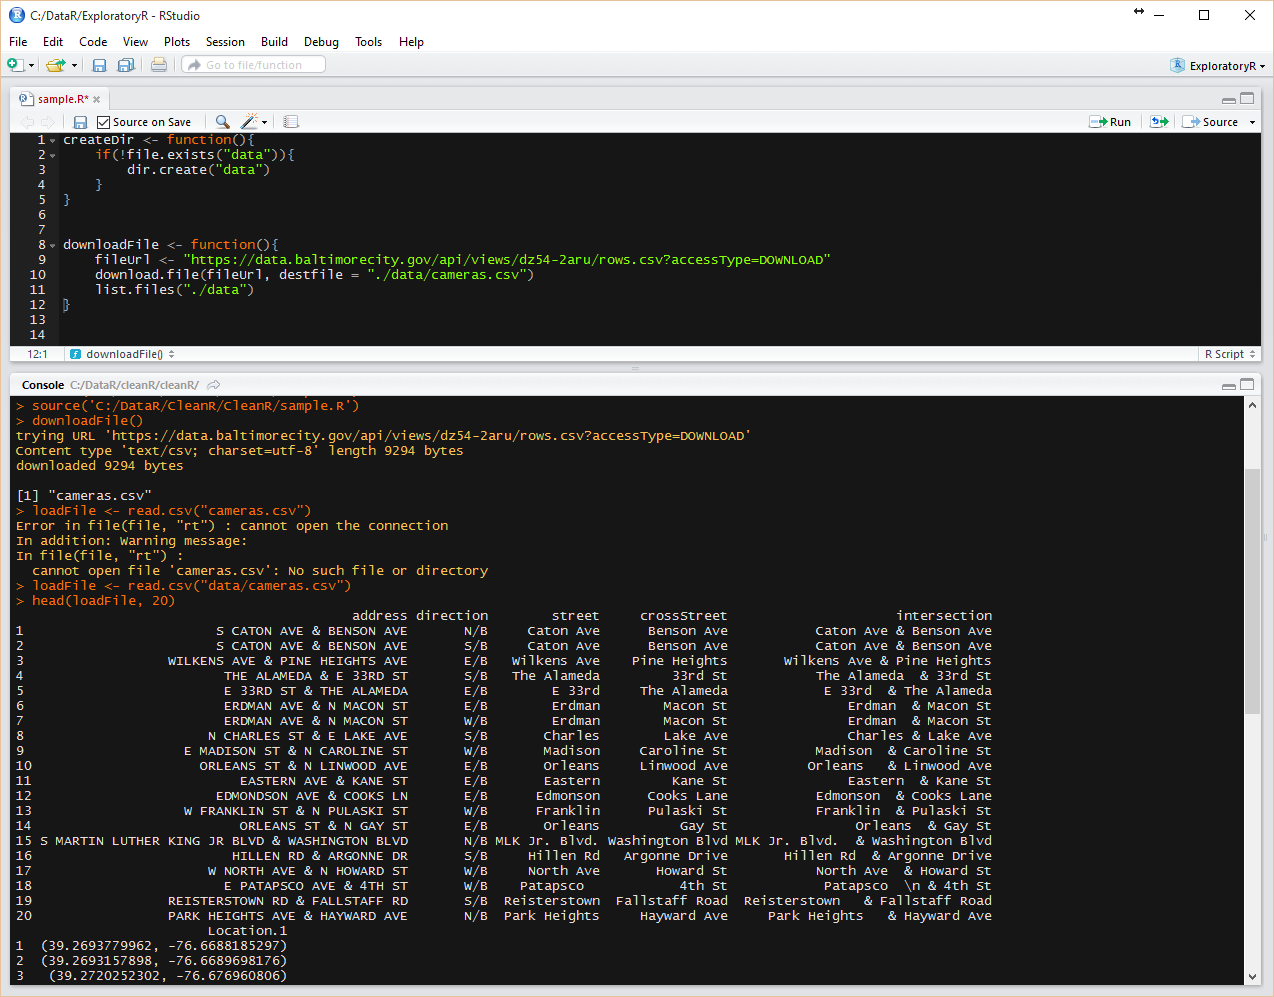 C:/DataR/ExploratoryR - RStudio
File Edit Code View Plots Session Build Debug Tools Help
Go to file/function
ExploratoryR
sample.R*
Source on Save
Run
Source
1 createDir <- function(){
2     if(!file.exists("data")){
3         dir.create("data")
4     }
5 }
6
7
8 downloadFile <- function(){
9     fileUrl <- "https://data.baltimorecity.gov/api/views/dz54-2aru/rows.csv?accessType=DOWNLOAD"
10     download.file(fileUrl, destfile = "./data/cameras.csv")
11     list.files("./data")
12 }
13
14
12:1 downloadFile() R Script
Console C:/DataR/cleanR/cleanR/
> source('C:/DataR/CleanR/CleanR/sample.R')
> downloadFile()
trying URL 'https://data.baltimorecity.gov/api/views/dz54-2aru/rows.csv?accessType=DOWNLOAD'
Content type 'text/csv; charset=utf-8' length 9294 bytes
downloaded 9294 bytes
[1] "cameras.csv"
> loadFile <- read.csv("cameras.csv")
Error in file(file, "rt") : cannot open the connection
In addition: Warning message:
In file(file, "rt") :
  cannot open file 'cameras.csv': No such file or directory
> loadFile <- read.csv("data/cameras.csv")
> head(loadFile, 20)
address direction street crossStreet intersection
1 S CATON AVE & BENSON AVE N/B Caton Ave Benson Ave Caton Ave & Benson Ave
2 S CATON AVE & BENSON AVE S/B Caton Ave Benson Ave Caton Ave & Benson Ave
3 WILKENS AVE & PINE HEIGHTS AVE E/B Wilkens Ave Pine Heights Wilkens Ave & Pine Heights
4 THE ALAMEDA & E 33RD ST S/B The Alameda 33rd St The Alameda  & 33rd St
5 E 33RD ST & THE ALAMEDA E/B E 33rd The Alameda E 33rd  & The Alameda
6 ERDMAN AVE & N MACON ST E/B Erdman Macon St Erdman  & Macon St
7 ERDMAN AVE & N MACON ST W/B Erdman Macon St Erdman  & Macon St
8 N CHARLES ST & E LAKE AVE S/B Charles Lake Ave Charles & Lake Ave
9 E MADISON ST & N CAROLINE ST W/B Madison Caroline St Madison  & Caroline St
10 ORLEANS ST & N LINWOOD AVE E/B Orleans Linwood Ave Orleans   & Linwood Ave
11 EASTERN AVE & KANE ST E/B Eastern Kane St Eastern  & Kane St
12 EDMONDSON AVE & COOKS LN E/B Edmonson Cooks Lane Edmonson  & Cooks Lane
13 W FRANKLIN ST & N PULASKI ST W/B Franklin Pulaski St Franklin  & Pulaski St
14 ORLEANS ST & N GAY ST E/B Orleans Gay St Orleans  & Gay St
15 S MARTIN LUTHER KING JR BLVD & WASHINGTON BLVD N/B MLK Jr. Blvd. Washington Blvd MLK Jr. Blvd.  & Washington Blvd
16 HILLEN RD & ARGONNE DR S/B Hillen Rd Argonne Drive Hillen Rd  & Argonne Drive
17 W NORTH AVE & N HOWARD ST W/B North Ave Howard St North Ave  & Howard St
18 E PATAPSCO AVE & 4TH ST W/B Patapsco 4th St Patapsco  \n & 4th St
19 REISTERSTOWN RD & FALLSTAFF RD S/B Reisterstown Fallstaff Road Reisterstown   & Fallstaff Road
20 PARK HEIGHTS AVE & HAYWARD AVE N/B Park Heights Hayward Ave Park Heights   & Hayward Ave
Location.1
1 (39.2693779962, -76.6688185297)
2 (39.2693157898, -76.6689698176)
3 (39.2720252302, -76.676960806)